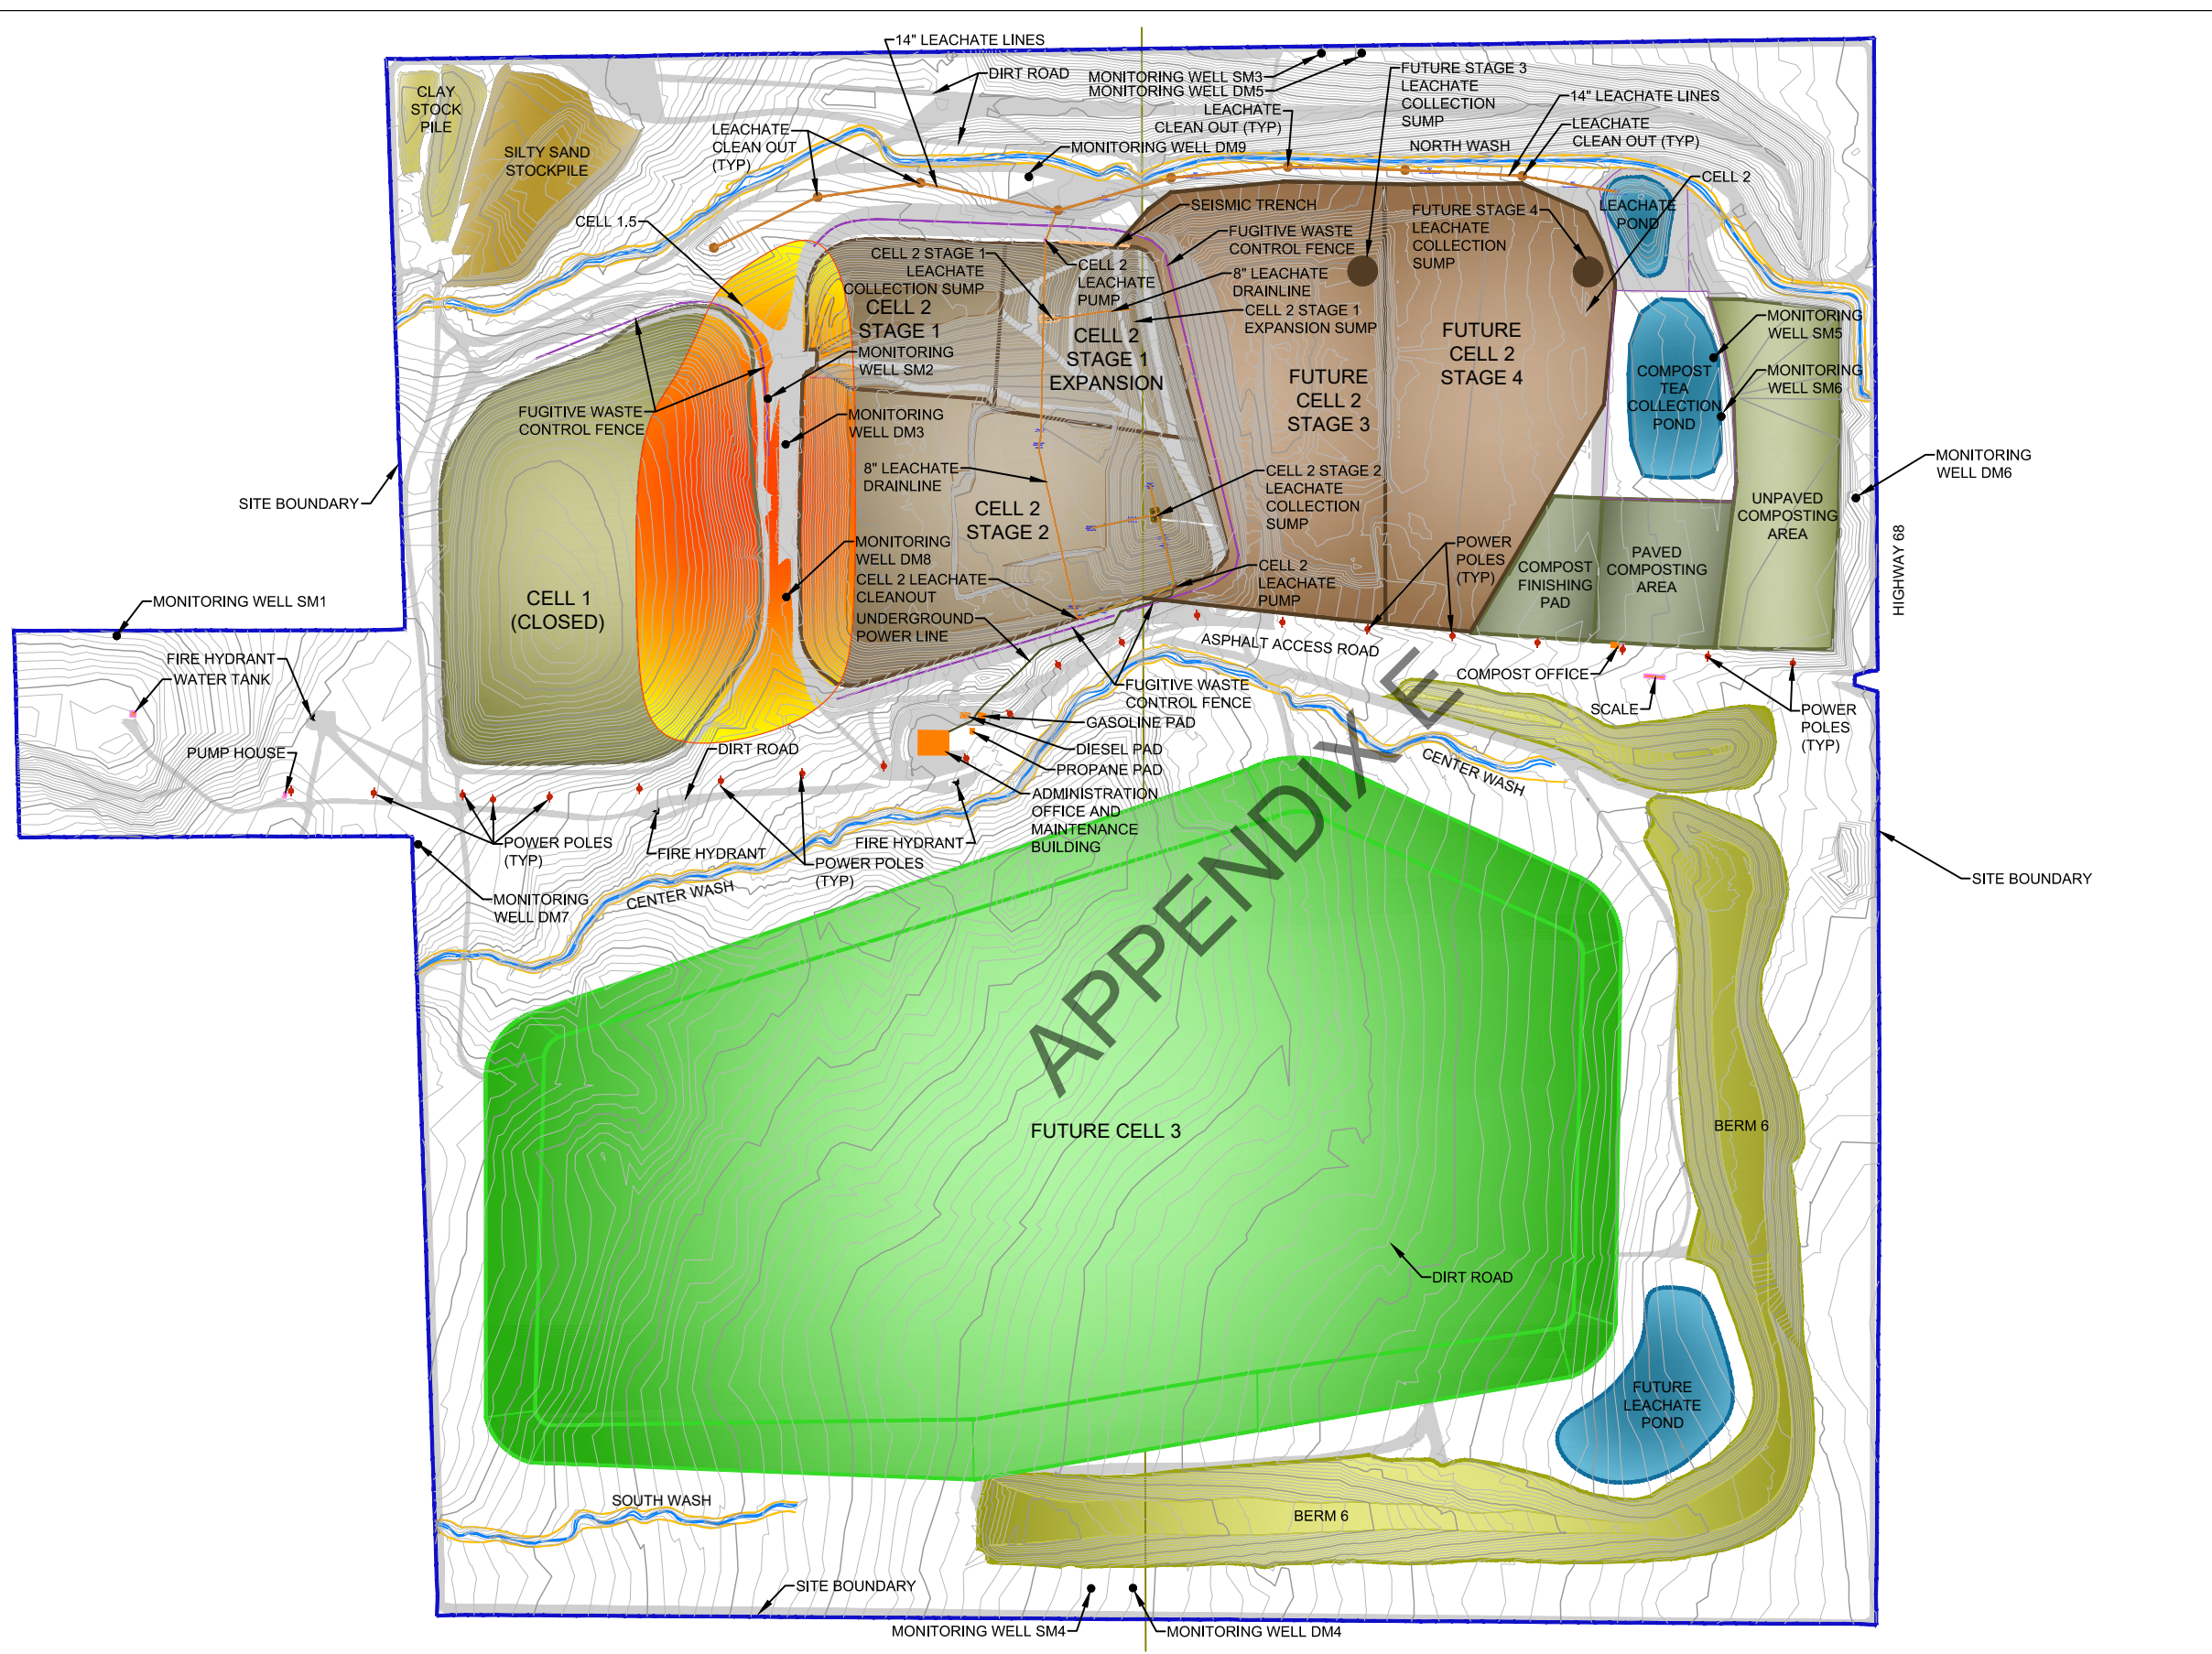 14" LEACHATE LINES
DIRT ROAD
MONITORING WELL SM3
MONITORING WELL DM5
FUTURE STAGE 3
LEACHATE
COLLECTION
SUMP
14" LEACHATE LINES
LEACHATE
CLEAN OUT (TYP)
LEACHATE
CLEAN OUT (TYP)
NORTH WASH
CELL 2
CLAY
STOCK
PILE
SILTY SAND
STOCKPILE
LEACHATE
CLEAN OUT
(TYP)
MONITORING WELL DM9
CELL 1.5
SEISMIC TRENCH
FUGITIVE WASTE
CONTROL FENCE
FUTURE STAGE 4
LEACHATE
COLLECTION
SUMP
LEACHATE
POND
CELL 2 STAGE 1
LEACHATE
COLLECTION SUMP
CELL 2
LEACHATE
PUMP
8" LEACHATE
DRAINLINE
CELL 2 STAGE 1
EXPANSION SUMP
CELL 2
STAGE 1
CELL 2
STAGE 1
EXPANSION
FUTURE
CELL 2
STAGE 3
FUTURE
CELL 2
STAGE 4
MONITORING
WELL SM5
MONITORING
WELL SM6
COMPOST
TEA
COLLECTION
POND
MONITORING
WELL SM2
FUGITIVE WASTE
CONTROL FENCE
MONITORING
WELL DM3
8" LEACHATE
DRAINLINE
CELL 2 STAGE 2
LEACHATE
COLLECTION
SUMP
MONITORING
WELL DM6
SITE BOUNDARY
CELL 2
STAGE 2
UNPAVED
COMPOSTING
AREA
HIGHWAY 68
MONITORING
WELL DM8
CELL 2 LEACHATE
CLEANOUT
UNDERGROUND
POWER LINE
CELL 2
LEACHATE
PUMP
POWER
POLES
(TYP)
COMPOST
FINISHING
PAD
PAVED
COMPOSTING
AREA
CELL 1
(CLOSED)
MONITORING WELL SM1
FIRE HYDRANT
WATER TANK
PUMP HOUSE
ASPHALT ACCESS ROAD
COMPOST OFFICE
SCALE
POWER
POLES
(TYP)
FUGITIVE WASTE
CONTROL FENCE
GASOLINE PAD
DIESEL PAD
PROPANE PAD
ADMINISTRATION
OFFICE AND
MAINTENANCE
BUILDING
DIRT ROAD
CENTER WASH
POWER POLES
(TYP)
FIRE HYDRANT
POWER POLES
(TYP)
FIRE HYDRANT
MONITORING
WELL DM7
CENTER WASH
SITE BOUNDARY
APPENDIX E
FUTURE CELL 3
BERM 6
DIRT ROAD
FUTURE
LEACHATE
POND
SOUTH WASH
BERM 6
SITE BOUNDARY
MONITORING WELL SM4
MONITORING WELL DM4